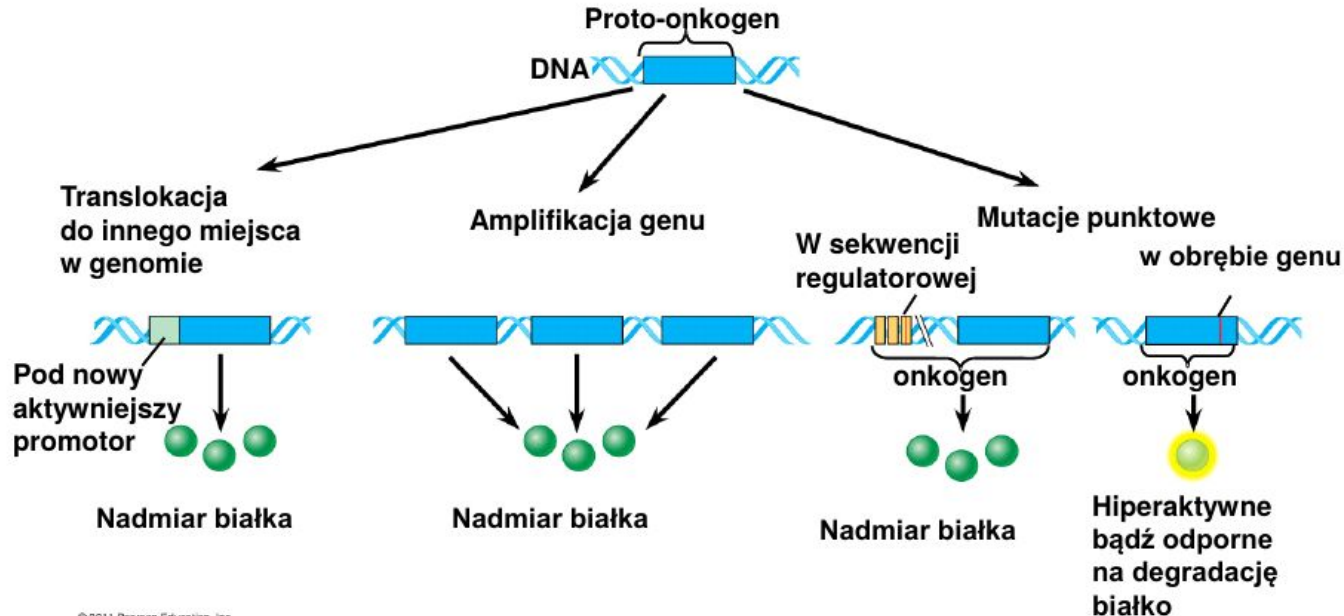 Proto-onkogen
DNA
Translokacja
do innego miejsca
w genomie
Amplifikacja genu
Mutacje punktowe
W sekwencji
regulatorowej
w obrębie genu
Pod nowy
aktywniejszy
promotor
onkogen
onkogen
Nadmiar białka
Nadmiar białka
Nadmiar białka
Hiperaktywne
bądź odporne
na degradację
białko